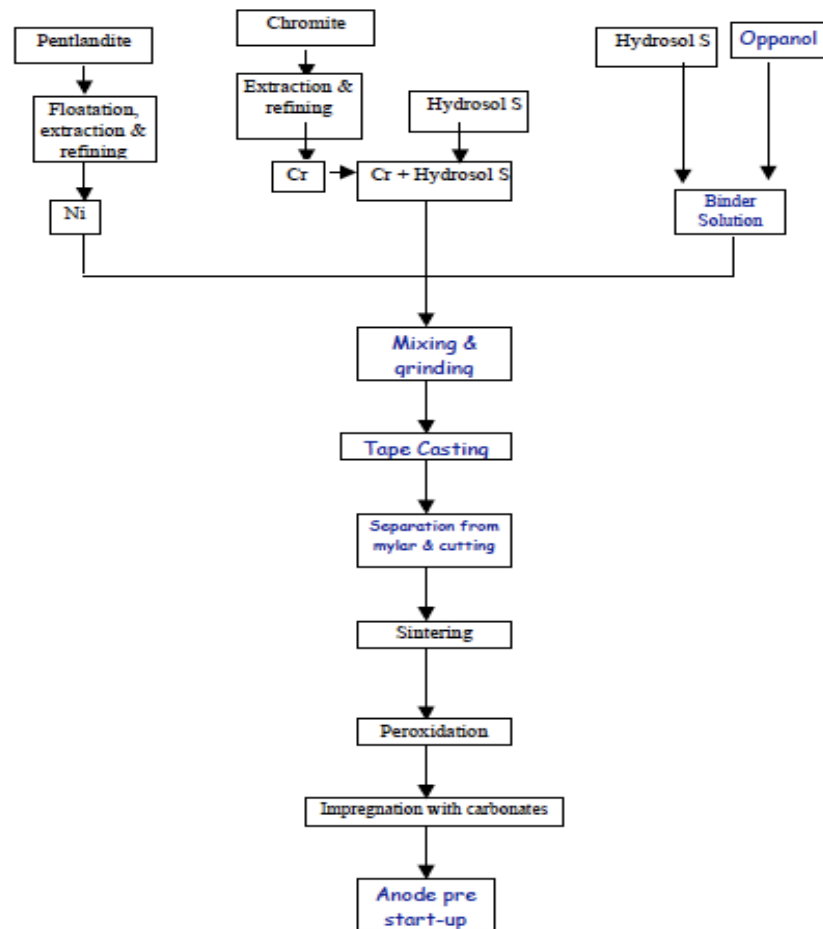 Pentlandite
Chromite
Hydrosol S
Oppanol
Floatation,
extraction &
refining
Extraction &
refining
Hydrosol S
Ni
Cr
Cr + Hydrosol S
Binder
Solution
Mixing &
grinding
Tape Casting
Separation from
mylar & cutting
Sintering
Peroxidation
Impregnation with carbonates
Anode pre
start-up